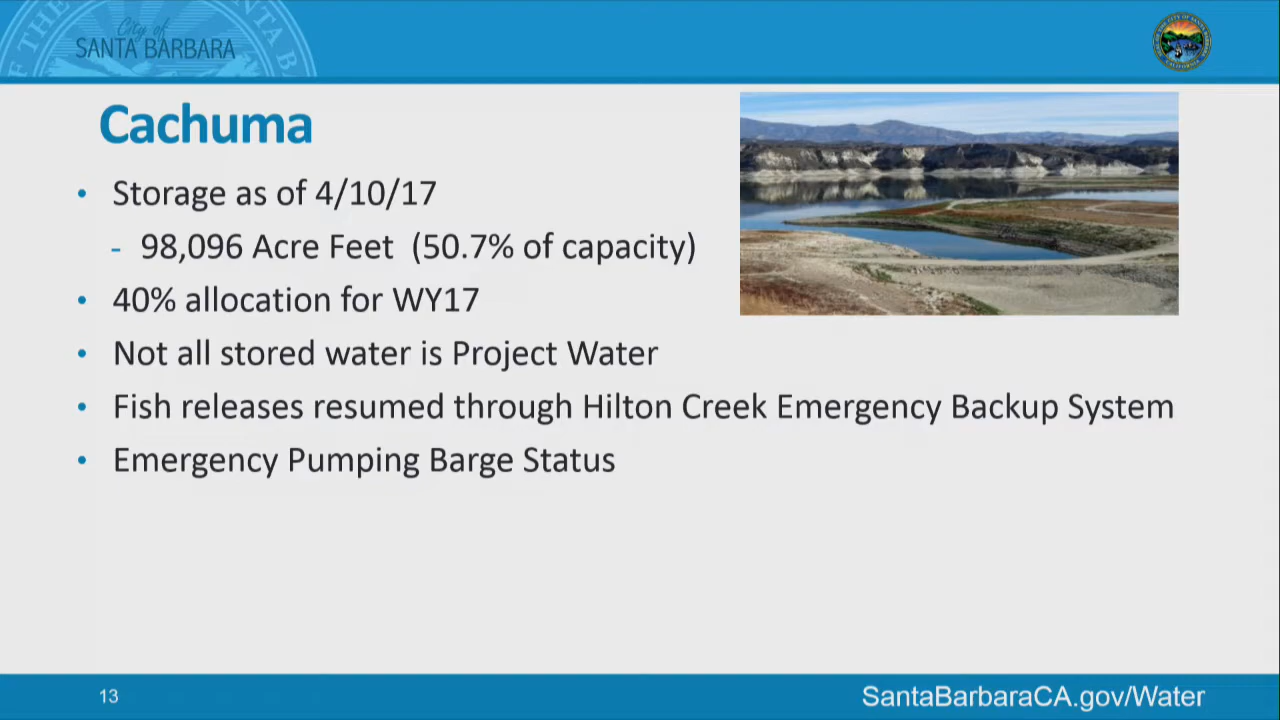 City of
SANTA BARBARA
Cachuma
• Storage as of 4/10/17
- 98,096 Acre Feet (50.7% of capacity)
• 40% allocation for WY17
• Not all stored water is Project Water
• Fish releases resumed through Hilton Creek Emergency Backup System
• Emergency Pumping Barge Status
13
SantaBarbaraCA.gov/Water